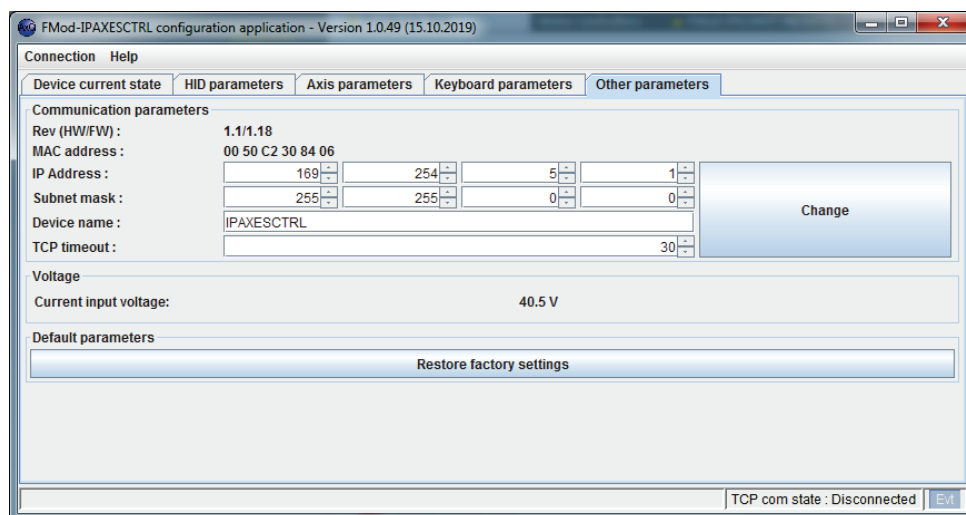 FMod-IPAXESCTRL configuration application - Version 1.0.49 (15.10.2019)
Connection Help
Device current state HID parameters Axis parameters Keyboard parameters Other parameters
Communication parameters
Rev (HW/FW) : 1.1/1.18
MAC address : 00 50 C2 30 84 06
IP Address : 169 254 5 1
Subnet mask : 255 255 0 0
Change
Device name : IPAXESCTRL
TCP timeout : 30
Voltage
Current input voltage: 40.5 V
Default parameters
Restore factory settings
TCP com state : Disconnected Evt